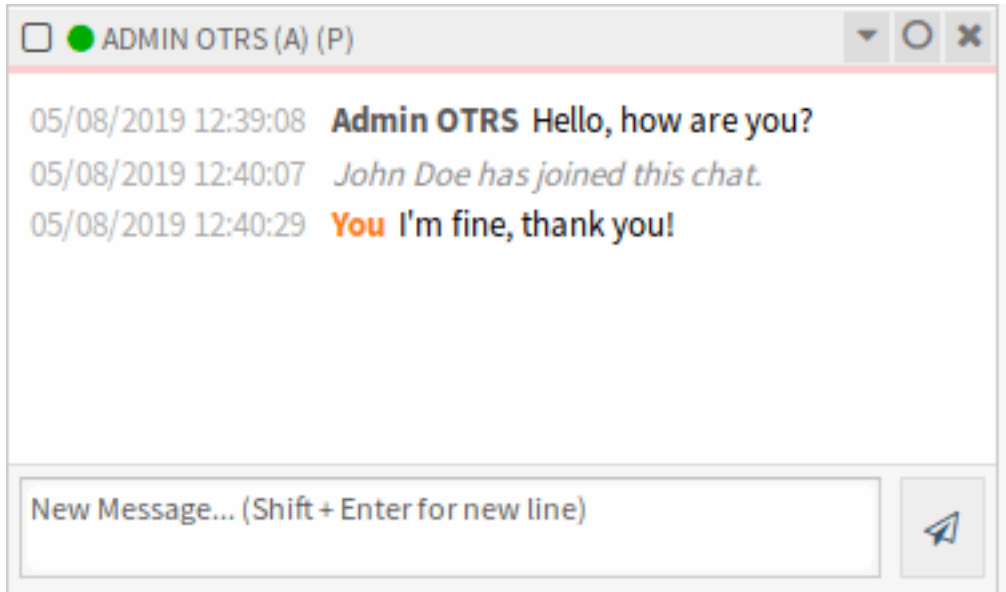 ADMIN OTRS (A) (P)
05/08/2019 12:39:08 Admin OTRS Hello, how are you?
05/08/2019 12:40:07 John Doe has joined this chat.
05/08/2019 12:40:29 You I'm fine, thank you!
New Message... (Shift + Enter for new line)